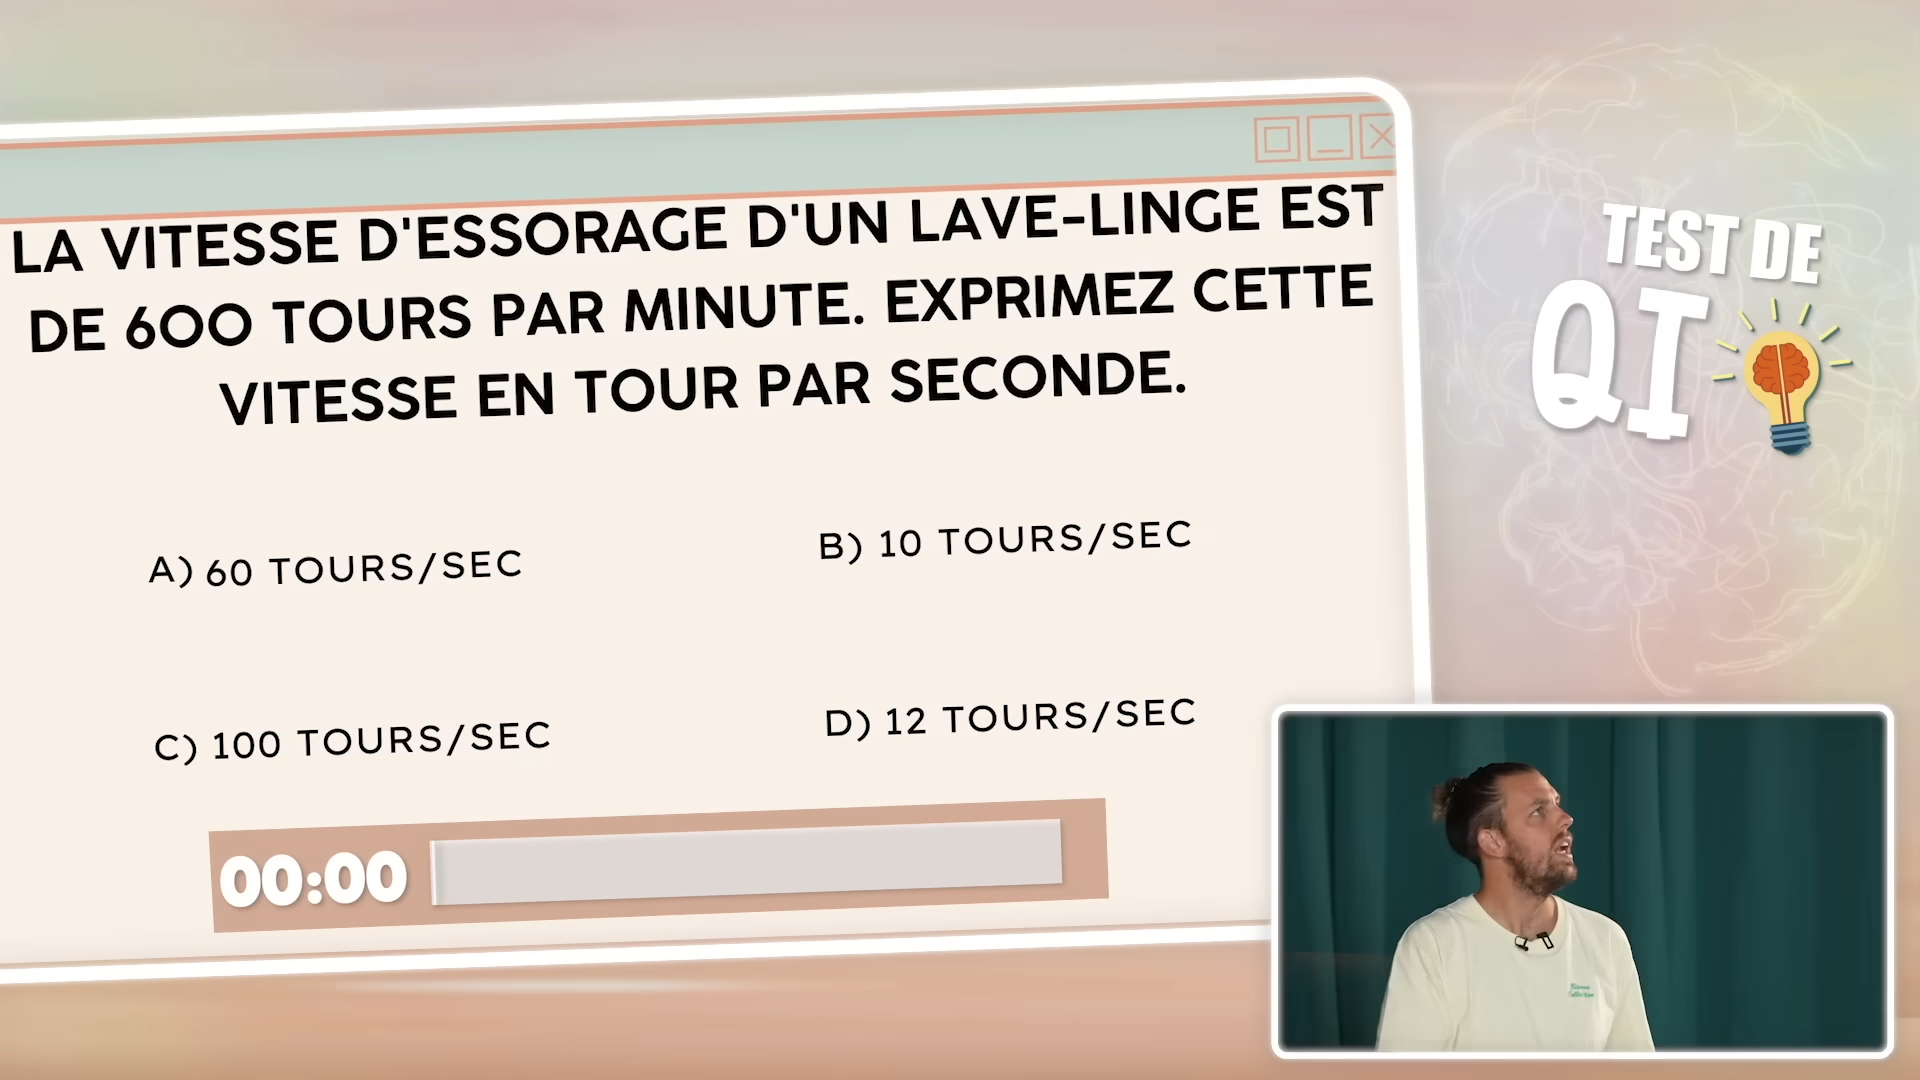 LA VITESSE D'ESSORAGE D'UN LAVE-LINGE EST
DE 600 TOURS PAR MINUTE. EXPRIMEZ CETTE
VITESSE EN TOUR PAR SECONDE.
A) 60 TOURS/SEC
B) 10 TOURS/SEC
C) 100 TOURS/SEC
D) 12 TOURS/SEC
00:00
TEST DE
QI